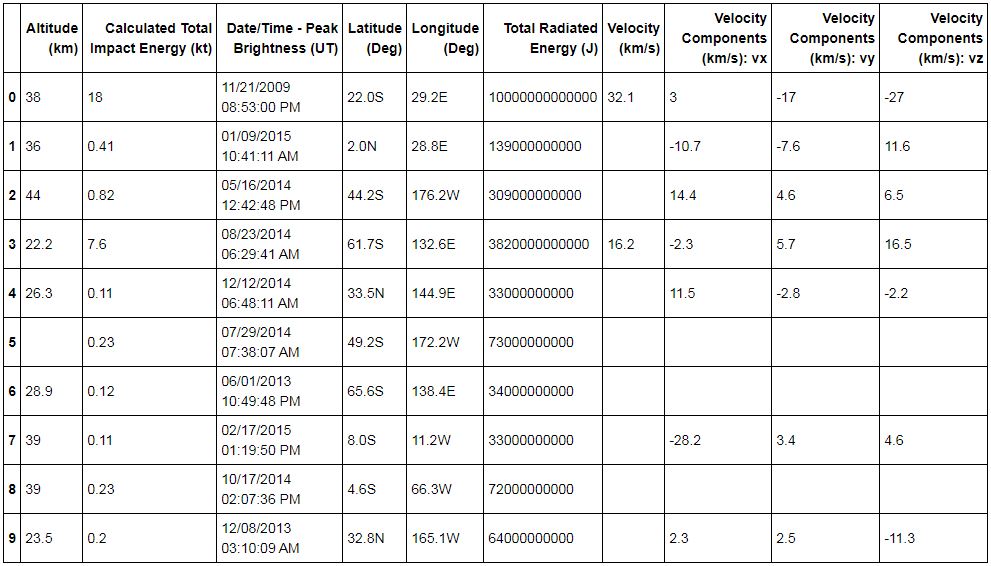 Altitude (km) Calculated Total Impact Energy (kt) Date/Time - Peak Brightness (UT) Latitude (Deg) Longitude (Deg) Total Radiated Energy (J) Velocity (km/s) Velocity Components (km/s): vx Velocity Components (km/s): vy Velocity Components (km/s): vz
0 38 18 11/21/2009 08:53:00 PM 22.0S 29.2E 10000000000000 32.1 3 -17 -27
1 36 0.41 01/09/2015 10:41:11 AM 2.0N 28.8E 139000000000 -10.7 -7.6 11.6
2 44 0.82 05/16/2014 12:42:48 PM 44.2S 176.2W 309000000000 14.4 4.6 6.5
3 22.2 7.6 08/23/2014 06:29:41 AM 61.7S 132.6E 3820000000000 16.2 -2.3 5.7 16.5
4 26.3 0.11 12/12/2014 06:48:11 AM 33.5N 144.9E 33000000000 11.5 -2.8 -2.2
5 0.23 07/29/2014 07:38:07 AM 49.2S 172.2W 73000000000
6 28.9 0.12 06/01/2013 10:49:48 PM 65.6S 138.4E 34000000000
7 39 0.11 02/17/2015 01:19:50 PM 8.0S 11.2W 33000000000 -28.2 3.4 4.6
8 39 0.23 10/17/2014 02:07:36 PM 4.6S 66.3W 72000000000
9 23.5 0.2 12/08/2013 03:10:09 AM 32.8N 165.1W 64000000000 2.3 2.5 -11.3